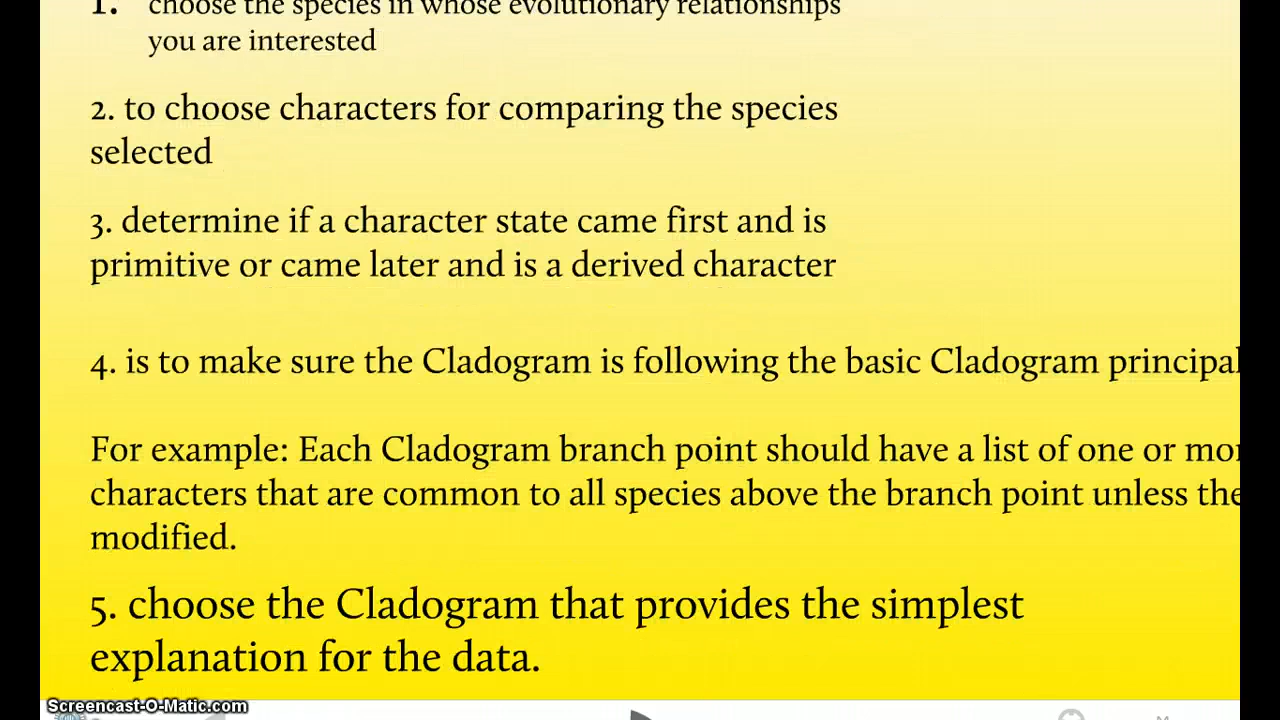 1. choose the species in whose evolutionary relationships
you are interested
2. to choose characters for comparing the species
selected
3. determine if a character state came first and is
primitive or came later and is a derived character
4. is to make sure the Cladogram is following the basic Cladogram principal
For example: Each Cladogram branch point should have a list of one or mor
characters that are common to all species above the branch point unless the
modified.
5. choose the Cladogram that provides the simplest
explanation for the data.
Screencast-O-Matic.com